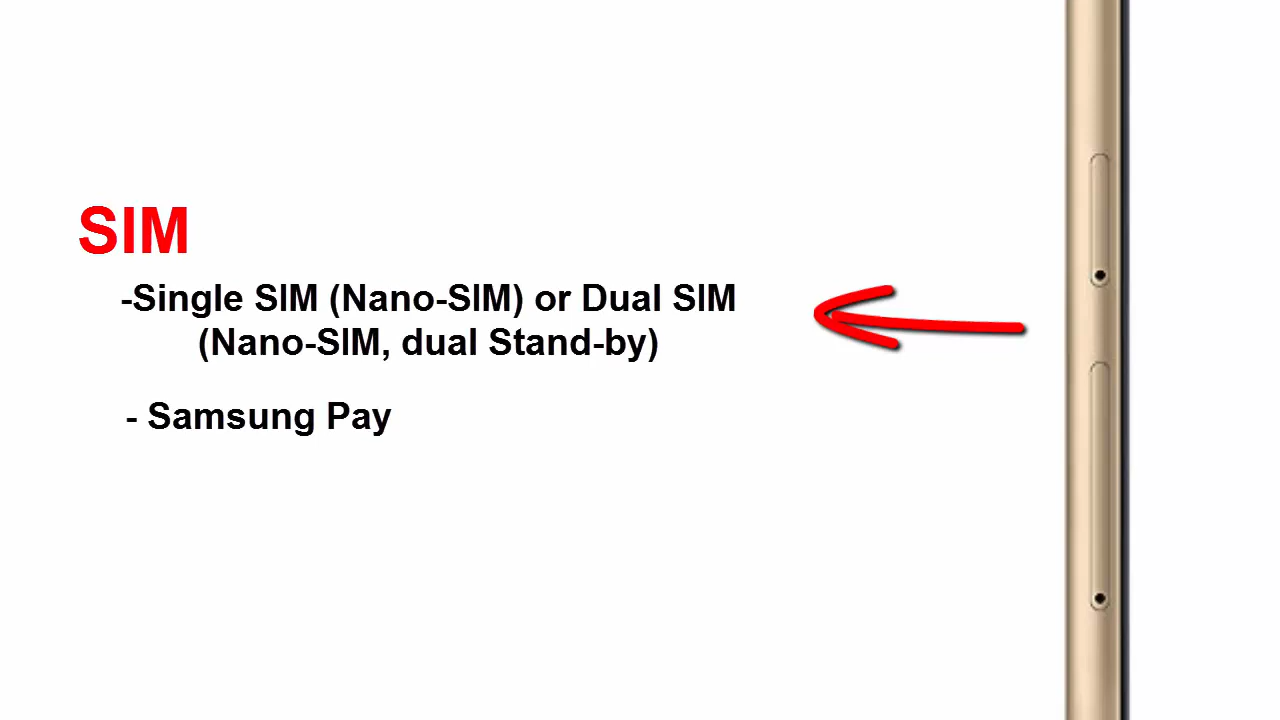 SIM
-Single SIM (Nano-SIM) or Dual SIM
(Nano-SIM, dual Stand-by)
- Samsung Pay